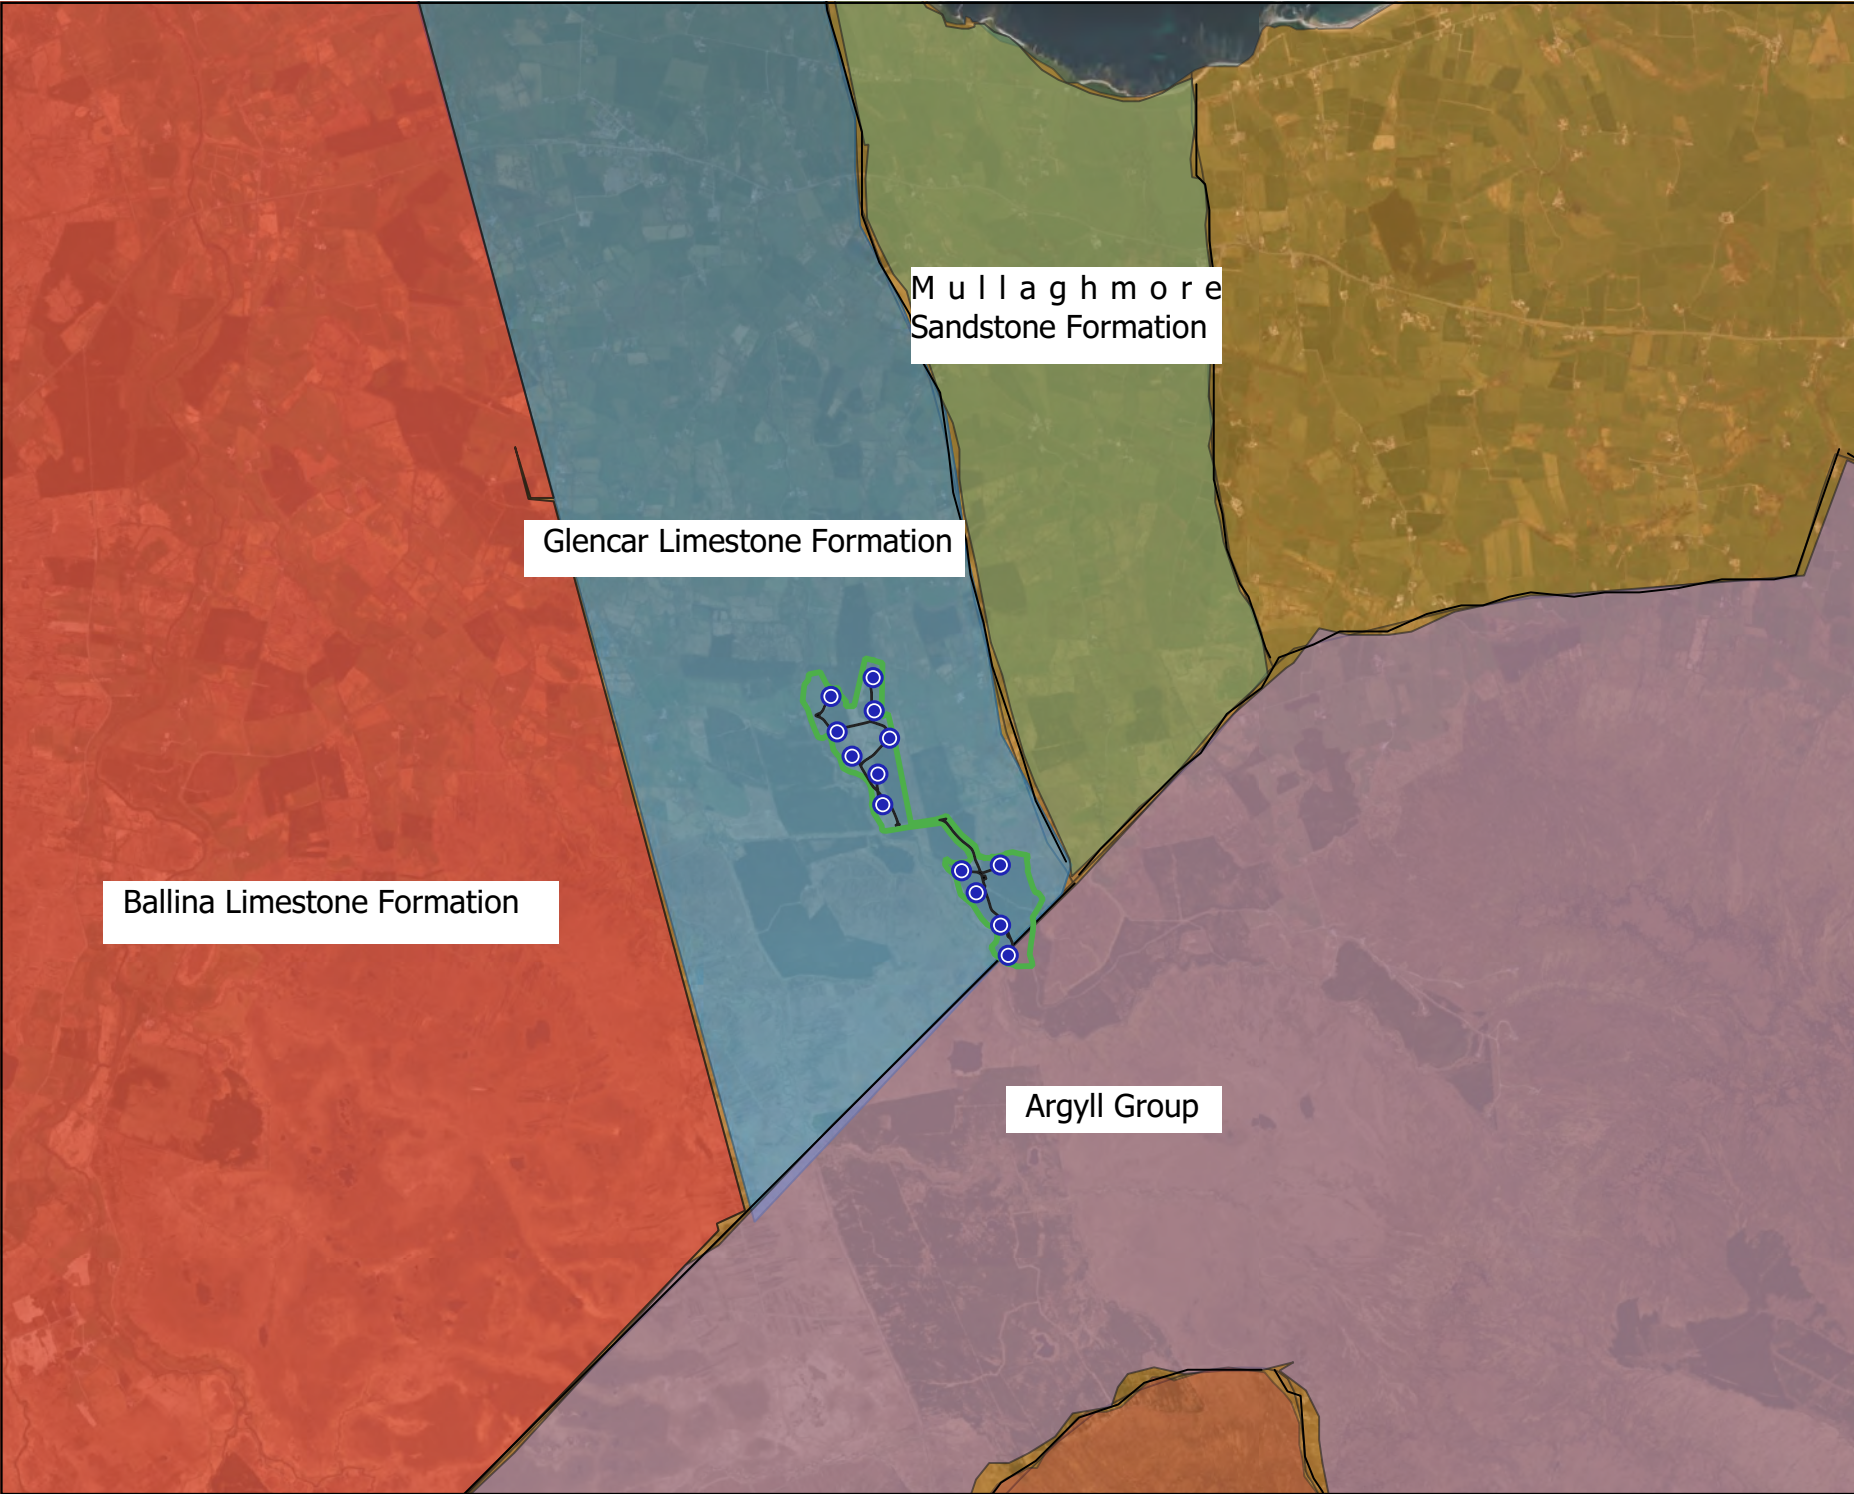 Mullaghmore
Sandstone Formation
Glencar Limestone Formation
Ballina Limestone Formation
Argyll Group